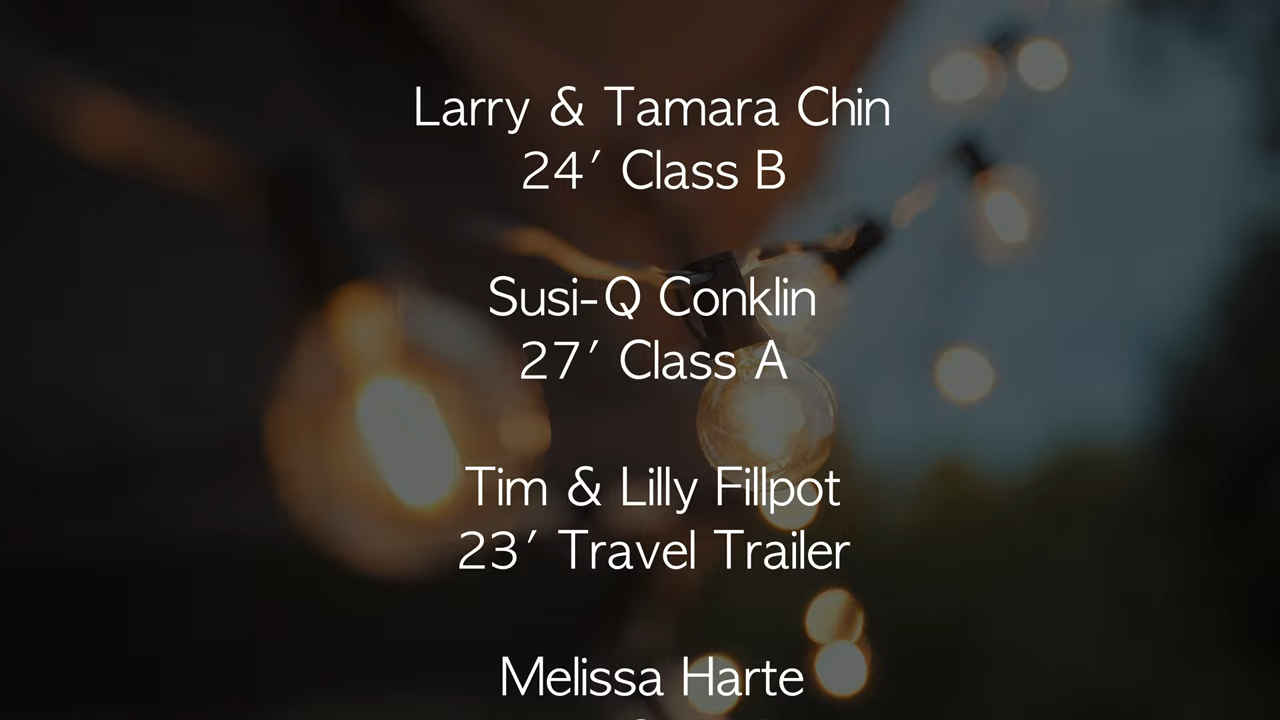 Larry & Tamara Chin
24′ Class B
Susi-Q Conklin
27′ Class A
Tim & Lilly Fillpot
23′ Travel Trailer
Melissa Harte